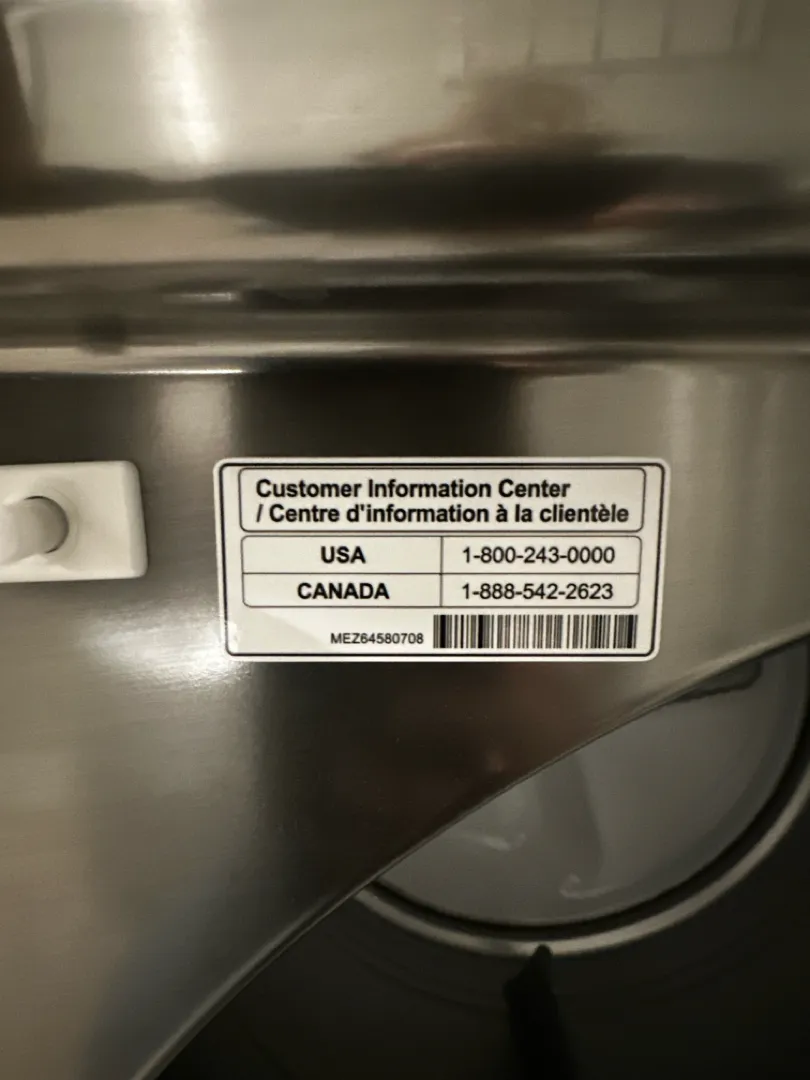 Customer Information Center
/ Centre d'information à la clientèle
USA 1-800-243-0000
CANADA 1-888-542-2623
MEZ64580708